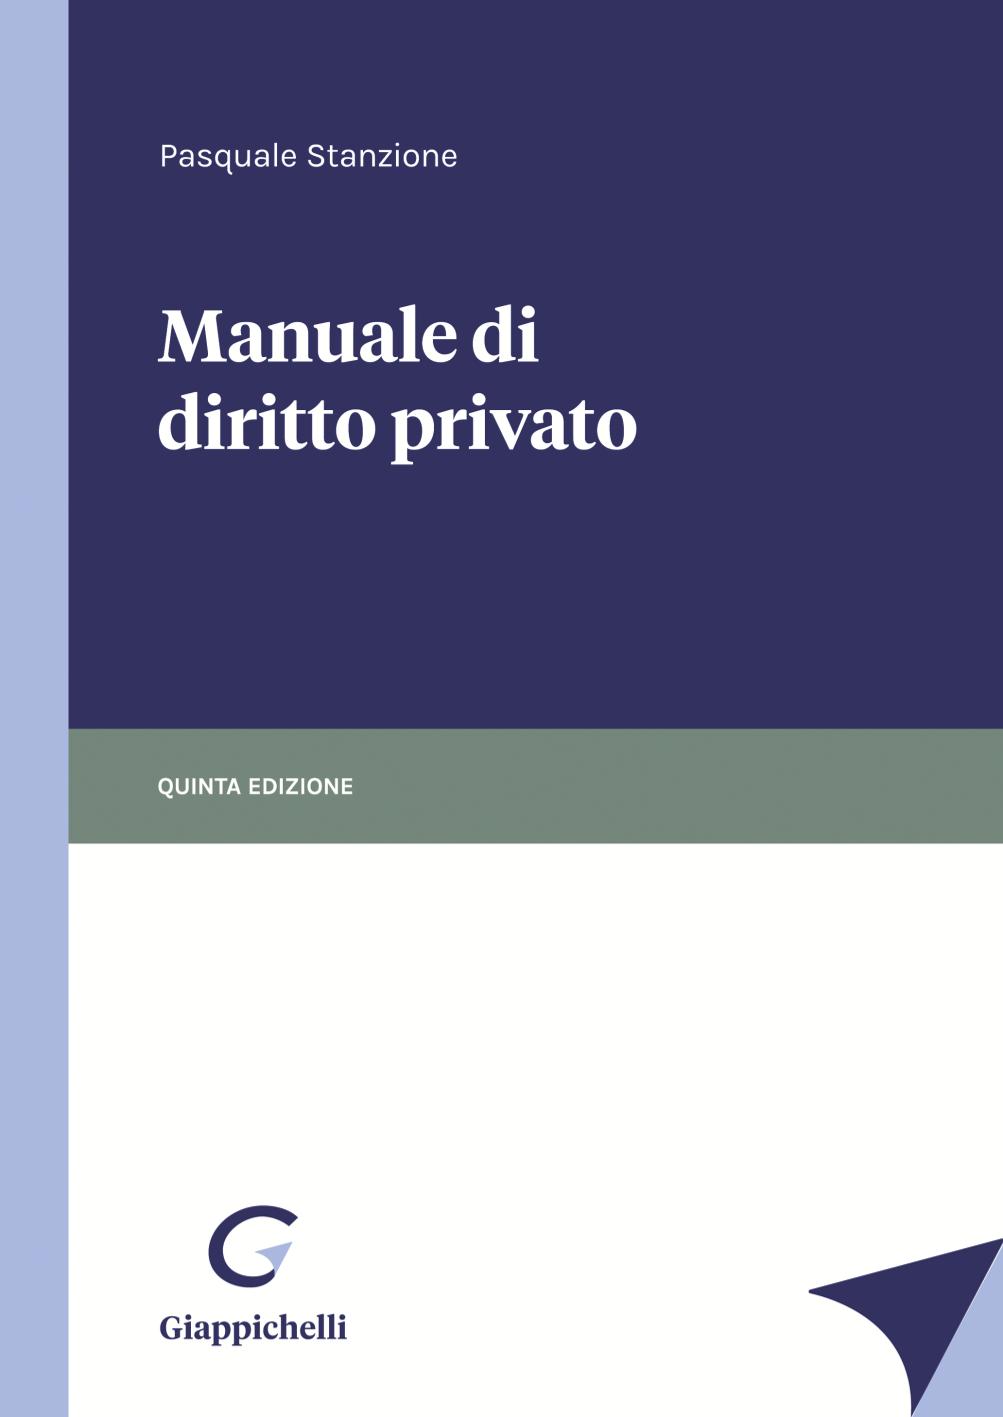 Pasquale Stanzione
Manuale di
diritto privato
QUINTA EDIZIONE
Giappichelli